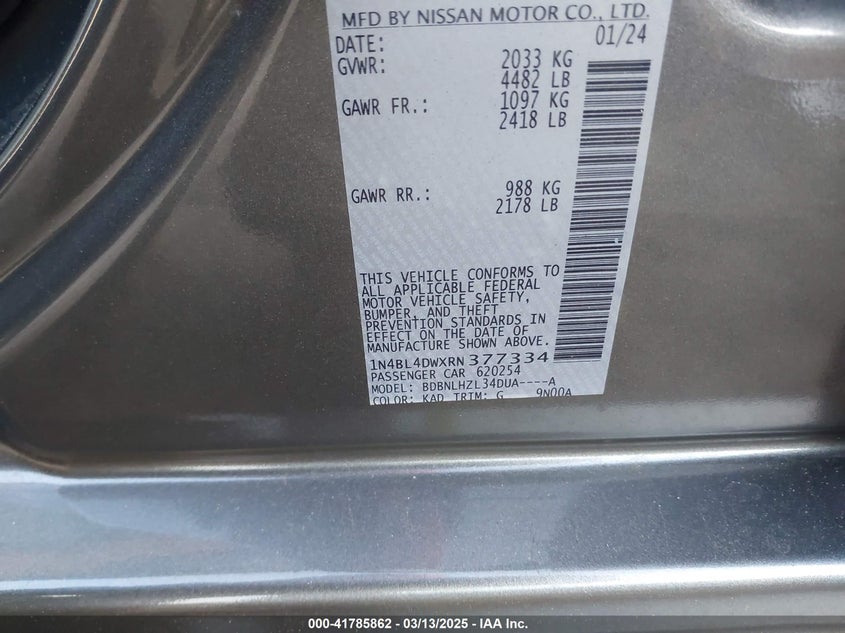 MFD BY NISSAN MOTOR CO., LTD.
DATE: 01/24
GVWR: 2033 KG
4482 LB
GAWR FR.: 1097 KG
2418 LB
GAWR RR.: 988 KG
2178 LB
THIS VEHICLE CONFORMS TO
ALL APPLICABLE FEDERAL
MOTOR VEHICLE SAFETY,
BUMPER, AND THEFT
PREVENTION STANDARDS IN
EFFECT ON THE DATE OF
MANUFACTURE SHOWN ABOVE.
1N4BL4DWXRN377334
PASSENGER CAR 620254
MODEL: BDBNLHZL34DUA----A
COLOR: KAD TRIM: G 9N00A
000-41785862 - 03/13/2025 - © IAA Inc.